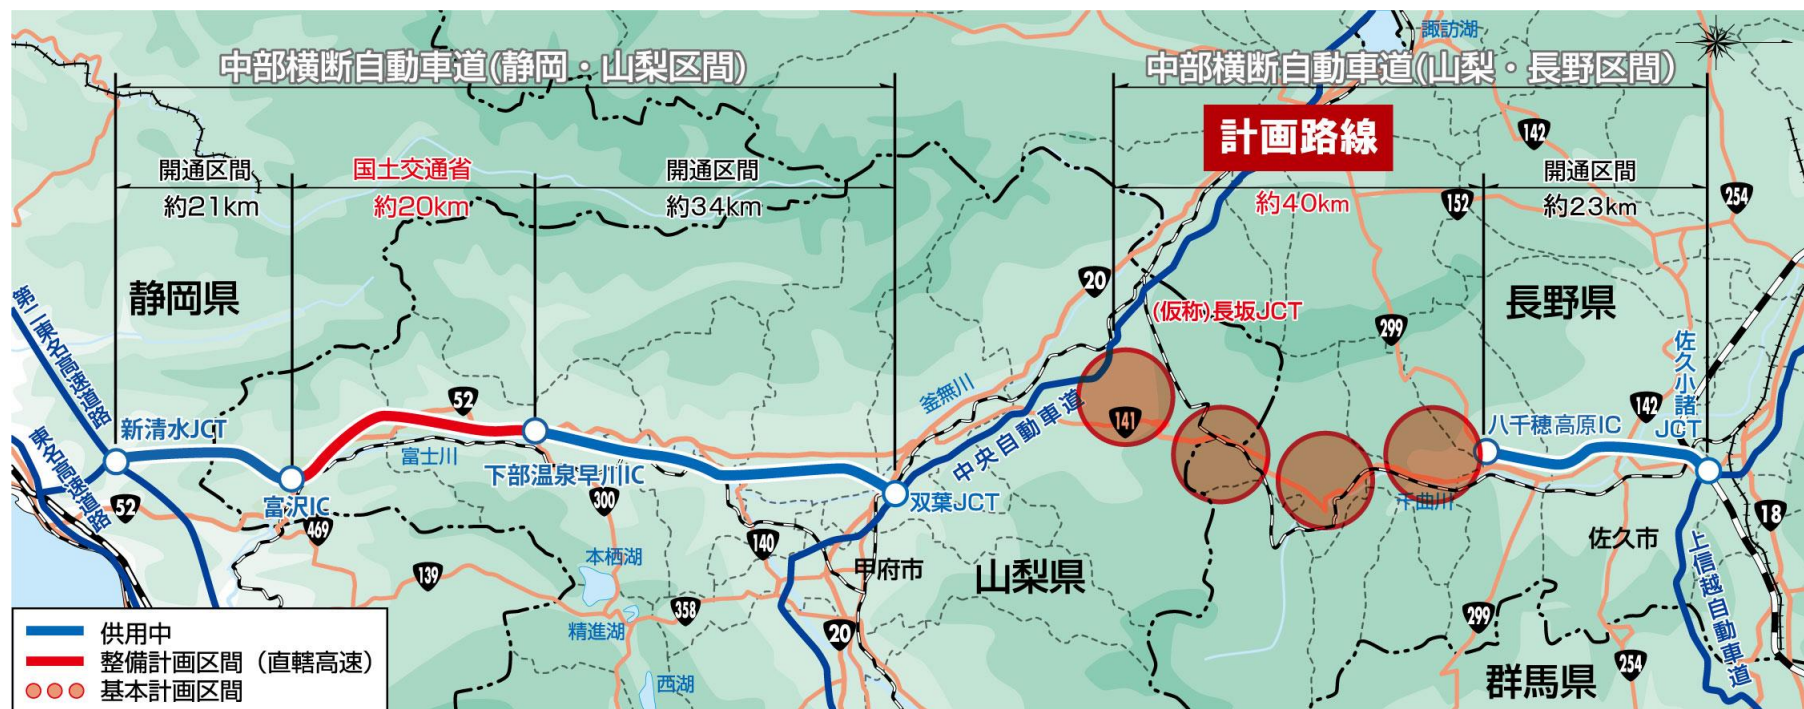 中部横断自動車道(静岡・山梨区間)
中部横断自動車道(山梨・長野区間)
諏訪湖
計画路線
142
開通区間
約21km
国土交通省
約20km
開通区間
約34km
約40km
152
開通区間
約23km
254
静岡県
長野県
20
(仮称)長坂JCT
299
第二東名高速道路
東名高速道路
新清水JCT
52
富沢IC
52
富士川
下部温泉早川IC
釜無川
中央自動車道
141
双葉JCT
千曲川
八千穂高原IC
142
佐久小諸
JCT
469
300
140
139
本栖湖
精進湖
358
西湖
甲府市
20
山梨県
佐久市
18
上信越自動車道
299
254
群馬県
供用中
整備計画区間（直轄高速）
基本計画区間